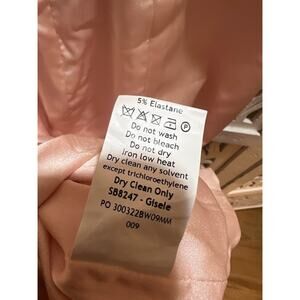 5% Elastane
P
Do not wash
Do not bleach
Do not dry
iron low heat
Dry clean any solvent
except trichloroethylene
Dry Clean Only
SB8247 - Gisele
PO 300322BW09MM
009